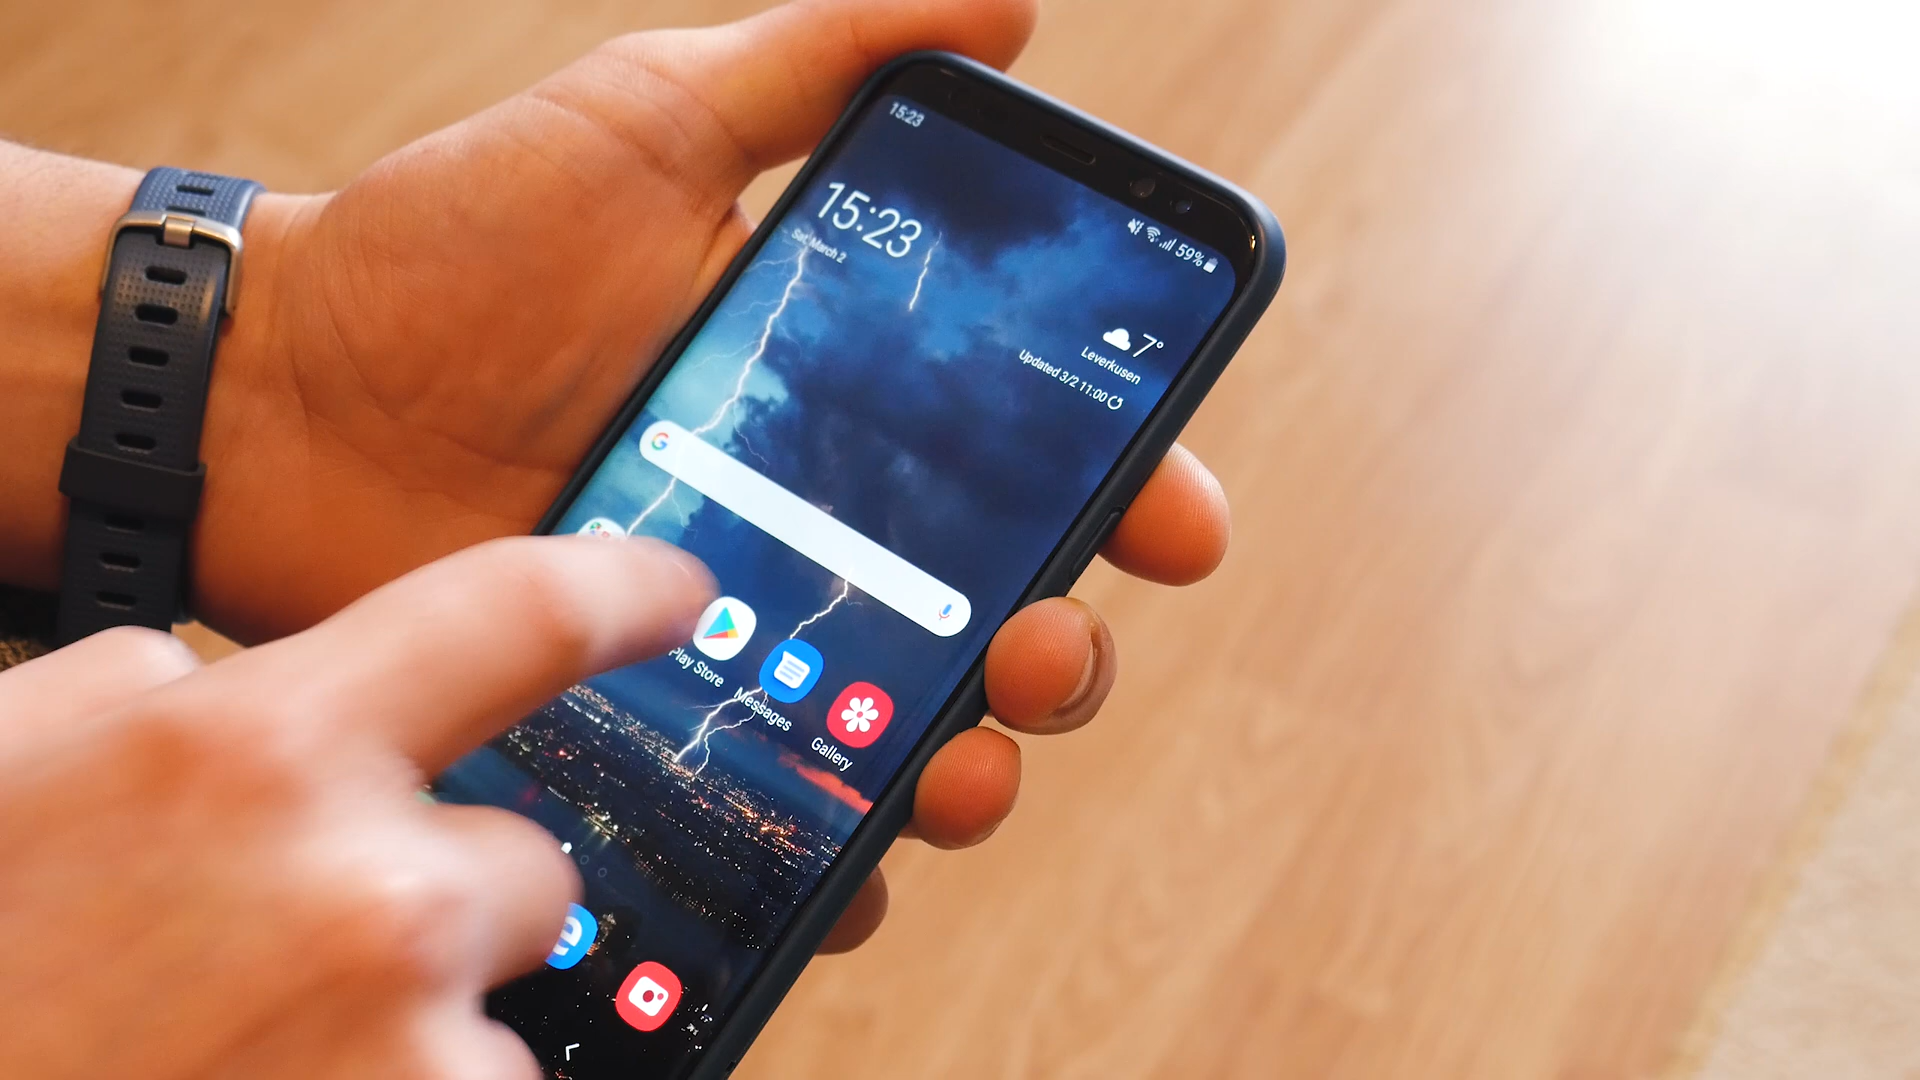 15:23
15:23
Sat, March 2
59%
7°
Leverkusen
Updated 3/2 11:00
G
Play Store
Messages
Gallery